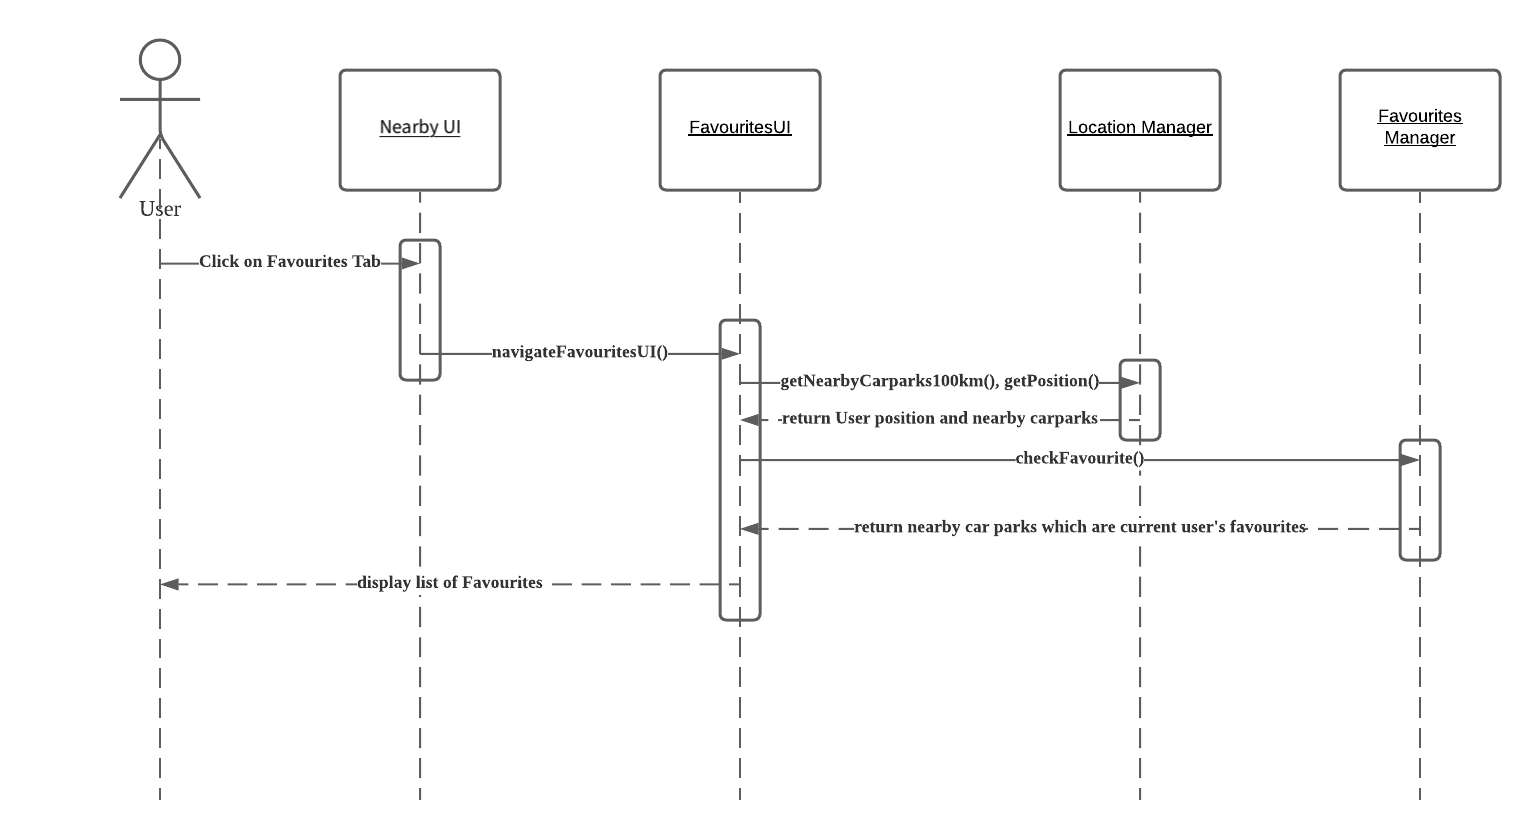 Nearby UI
FavouritesUI
Location Manager
Favourites
Manager
User
Click on Favourites Tab
navigateFavouritesUI()
getNearbyCarparks100km(), getPosition()
return User position and nearby carparks
checkFavourite()
return nearby car parks which are current user's favourites
display list of Favourites